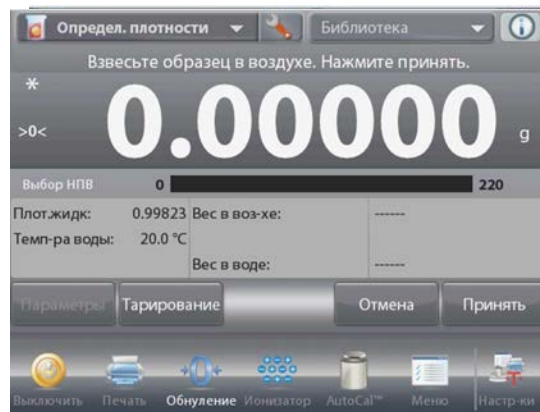 Определ. плотности Библиотека
Взвесьте образец в воздухе. Нажмите принять.
*
>0< 0.00000 g
Выбор НПВ 0 220
Плот.жидк: 0.99823 Вес в воз-хе: ------
Темп-ра воды: 20.0 °C
Вес в воде: ------
Параметры Тарирование Отмена Принять
Выключить Печать Обнуление Ионизатор AutoCal™ Меню Настр-ки